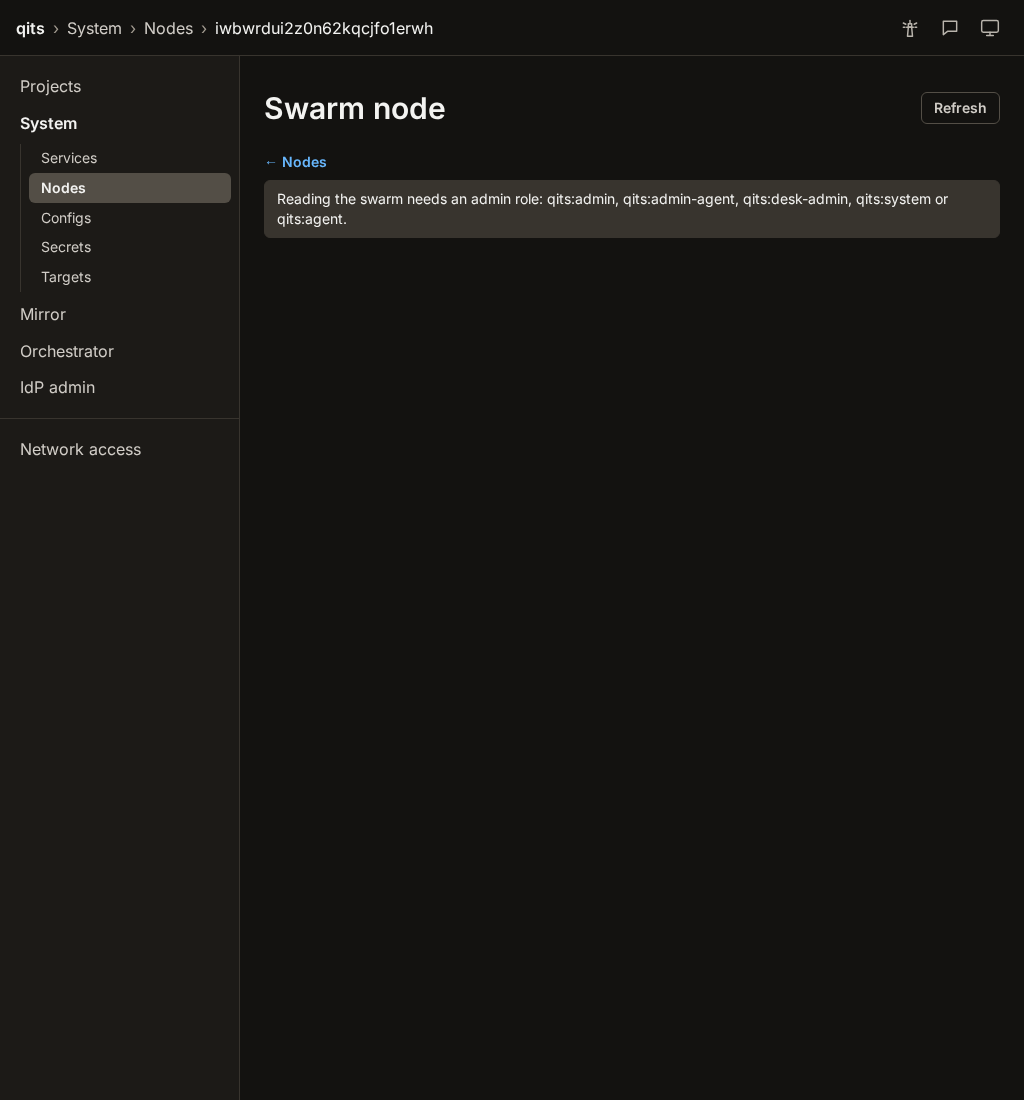 qits › System › Nodes › iwbwrdui2z0n62kqcjfo1erwh
Projects
System
Services
Nodes
Configs
Secrets
Targets
Mirror
Orchestrator
IdP admin
Network access
Swarm node
Refresh
← Nodes
Reading the swarm needs an admin role: qits:admin, qits:admin-agent, qits:desk-admin, qits:system or
qits:agent.